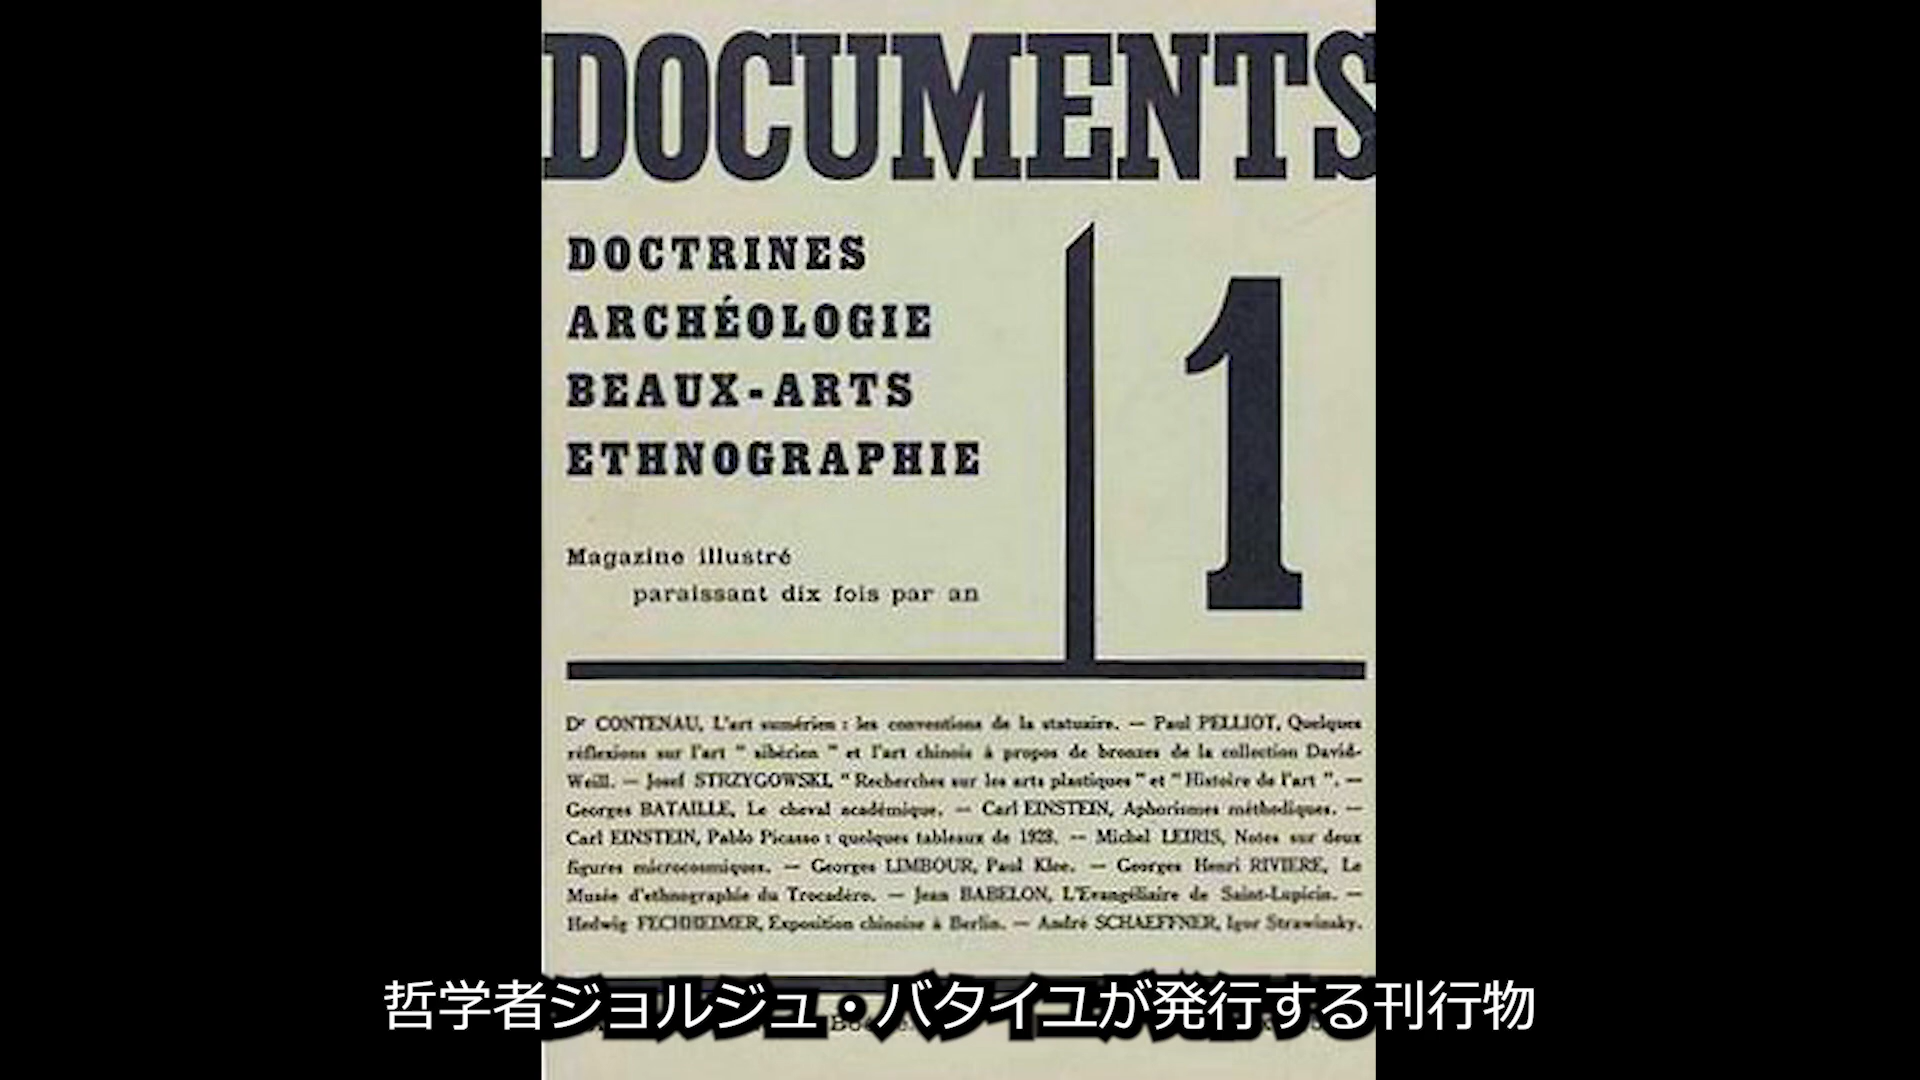 DOCUMENTS
DOCTRINES
ARCHÉOLOGIE
BEAUX-ARTS
ETHNOGRAPHIE
1
Magazine illustré
paraissant dix fois par an
Dr CONTENAU, L'art sumérien : les conventions de la statuaire. — Paul PELLIOT, Quelques
réflexions sur l'art " sibérien " et l'art chinois à propos de bronzes de la collection David-
Weill. — Josef STRZYGOWSKI, " Recherches sur les arts plastiques " et " Histoire de l'art ". —
Georges BATAILLE, Le cheval académique. — Carl EINSTEIN, Aphorismes méthodiques. —
Carl EINSTEIN, Pablo Picasso : quelques tableaux de 1928. — Michel LEIRIS, Notes sur deux
figures microcosmiques. — Georges LIMBOUR, Paul Klee. — Georges Henri RIVIERE, Le
Musée d'ethnographie du Trocadéro. — Jean BABELON, L'Evangéliaire de Saint-Lupicin. —
Hedwig FECHHEIMER, Exposition chinoise à Berlin. — André SCHAEFFNER, Igor Strawinsky.
哲学者ジョルジュ・バタイユが発行する刊行物